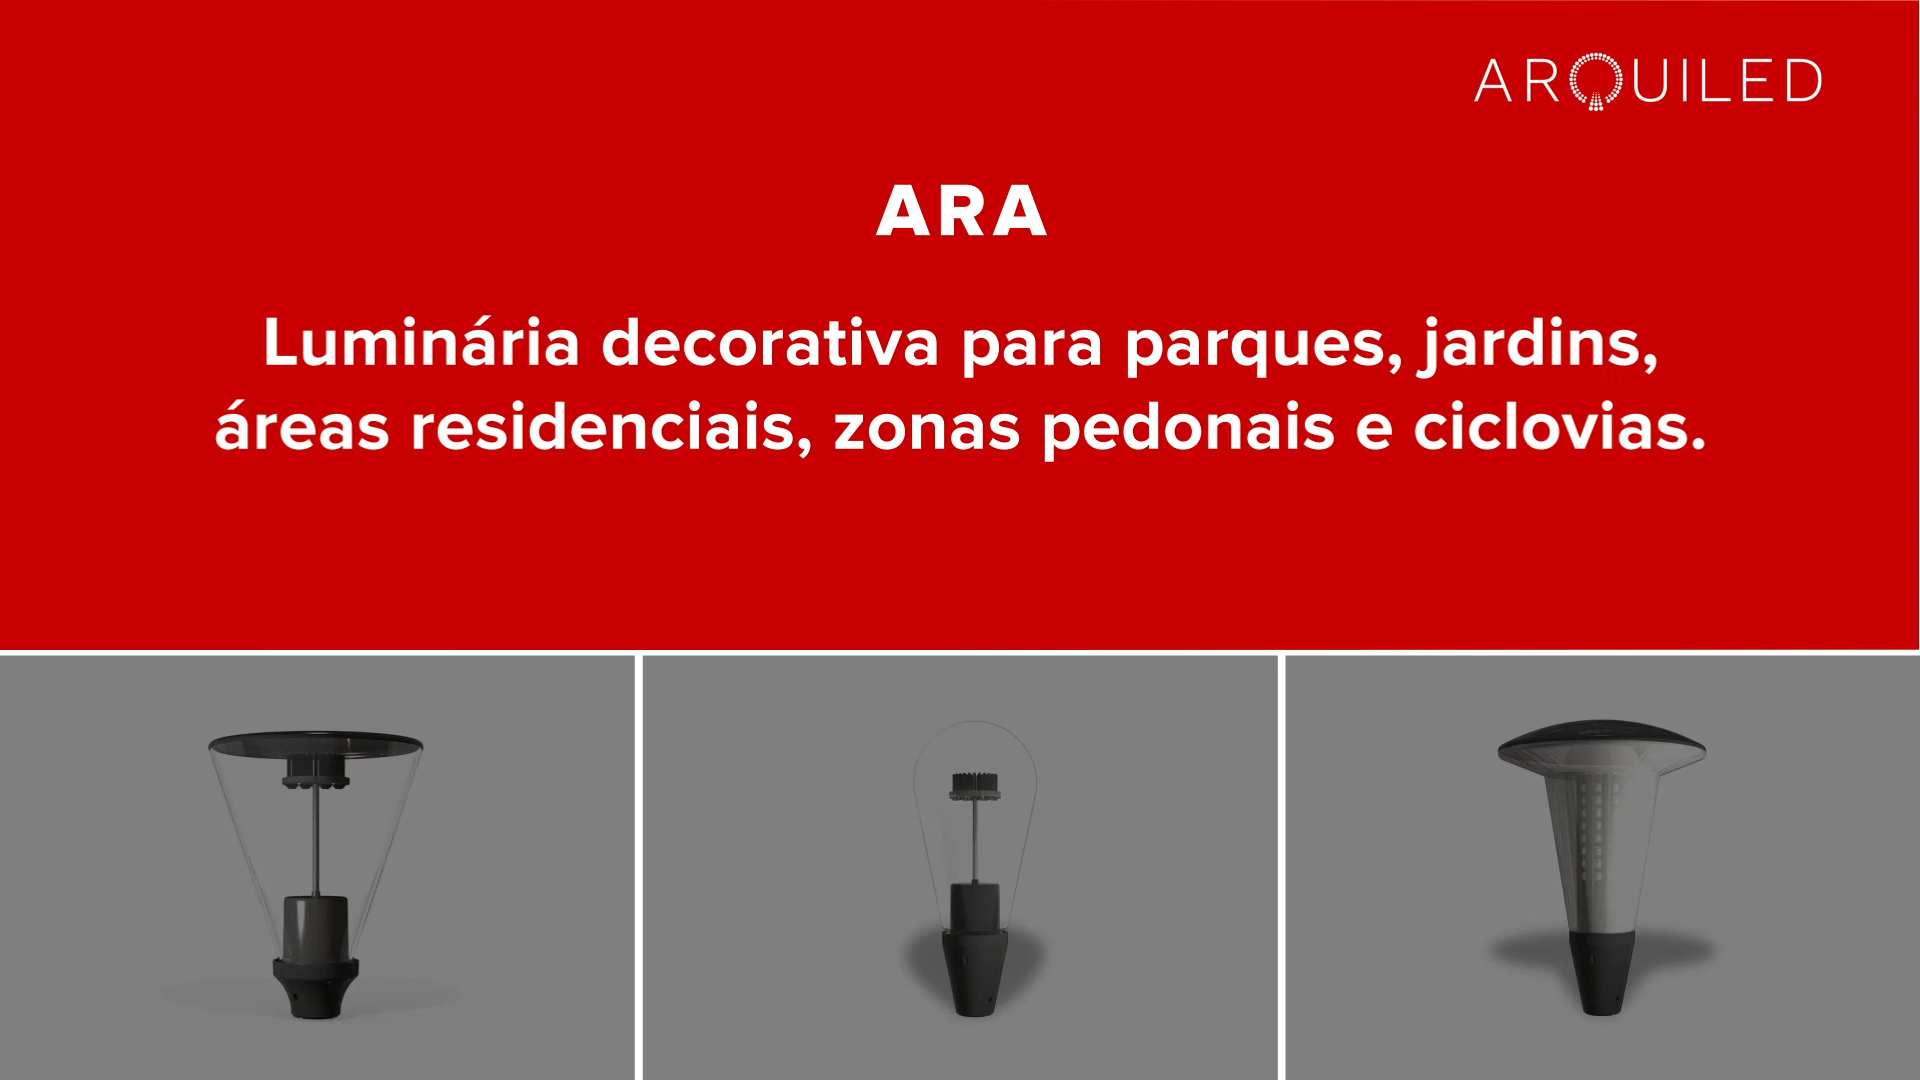 ARQUILED
ARA
Luminária decorativa para parques, jardins,
áreas residenciais, zonas pedonais e ciclovias.